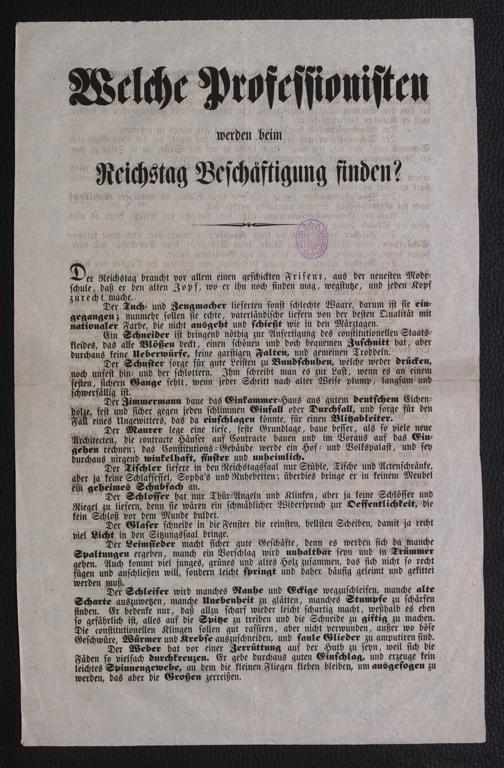 Welche Professionisten
werden beim
Reichstag Beschäftigung finden?
Der Reichstag braucht vor allem einen geschickten Friseur, aus der neuesten Mode-
schule, daß er den alten Zopf, wo er ihn noch finden mag, wegstutze, und jeden Kopf
zurecht mache.
Der Tuch- und Zeugmacher lieferten sonst schlechte Waare, darum ist sie ein-
gegangen; nunmehr sollen sie echte, vaterländische liefern von der besten Qualität mit
nationaler Farbe, die nicht ausgeht und schießt wie in den Märztagen.
Ein Schneider ist dringend nöthig zur Anfertigung des constitutionellen Staats-
kleides, das alle Blößen deckt, einen schönen und doch bequemen Zuschnitt hat, aber
durchaus keine Ueberwürfe, keine garstigen Falten, und gemeinen Troddeln.
Der Schuster sorge für gute Leisten zu Bundschuhen, welche weder drücken,
noch unfest hin- und her schlottern. Ihm schreibt man es zur Last, wenn es an einem
festen, sichern Gange fehlt, wenn jeder Schritt nach alter Weise plump, langsam und
schwerfällig ist.
Der Zimmermann baue das Einkammer-Haus aus gutem deutschem Eichen-
holze, fest und sicher gegen jeden schlimmen Einfall oder Durchfall, und sorge für den
Fall eines Ungewitters, das da einschlagen könnte, für einen Blitzableiter.
Der Maurer lege eine tiefe, feste Grundlage, baue besser, als so viele neue
Architecten, die contracte Häuser auf Contracte bauen und im Voraus auf das Ein-
gehen rechnen; das Constitutions-Gebäude werde ein Hof- und Volkspalast, und sey
durchaus nirgend winkelhaft, finster und unheimlich.
Der Tischler liefere in den Reichstagssaal nur Stühle, Tische und Actenschränke,
aber ja keine Schlafsessel, Sopha's und Ruhebetten; überdies bringe er in keinem Meubel
ein geheimes Schubfach an.
Der Schlosser hat nur Thür-Angeln und Klinken, aber ja keine Schlösser und
Riegel zu liefern, denn sie wären ein schmählicher Widerspruch zur Oeffentlichkeit, die
kein Schloß vor dem Munde duldet.
Der Glaser schneide in die Fenster die reinsten, hellsten Scheiben, damit ja recht
viel Licht in den Sitzungssaal dringe.
Der Leimsieder macht sicher gute Geschäfte, denn es werden sich da manche
Spaltungen ergeben, manch ein Vorschlag wird unhaltbar seyn und in Trümmer
gehen. Auch kommt viel junges, grünes und altes Holz zusammen, das sich nicht so recht
fügen und anschließen will, sondern leicht springt und daher häufig geleimt und gekittet
werden muß.
Der Schleifer wird manches Rauhe und Eckige wegzuschleifen, manche alte
Scharte auszuwetzen, manche Unebenheit zu glätten, mandes Stumpfe zu schärfen
finden. Er bedenke nur, daß allzu scharf wieder leicht schartig macht, weßhalb es eben
so gefährlich ist, alles auf die Spitze zu treiben und die Schneide zu giftig zu machen.
Die constitutionellen Klingen sollen gut rassiren, aber nicht verwunden, außer wo böse
Geschwüre, Würmer und Krebse auszuschneiden, und faule Glieder zu amputiren sind.
Der Weber hat vor einer Zerrüttung auf der Huth zu seyn, weil sich die
Fäden so vielfach durchkreuzen. Er gebe durchaus guten Einschlag, und erzeuge kein
leichtes Spinnengewebe, an dem die kleinen Fliegen kleben bleiben, um ausgesogen zu
werden, das aber die Großen zerreißen.